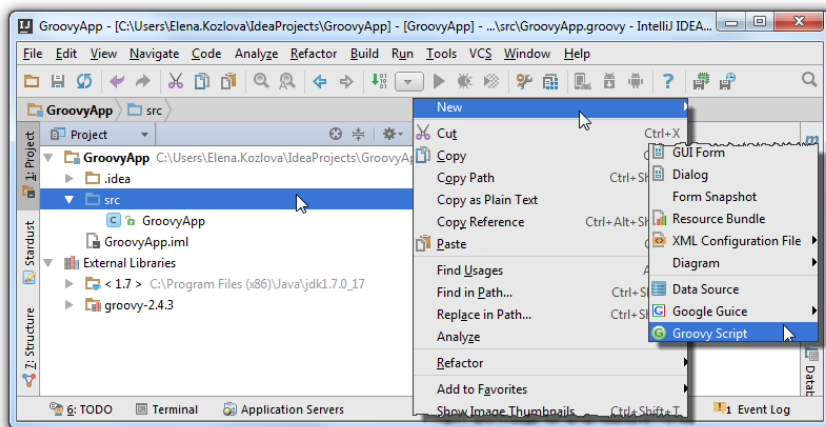 GroovyApp - [C:\Users\Elena.Kozlova\IdeaProjects\GroovyApp] - [GroovyApp] - ...\src\GroovyApp.groovy - IntelliJ IDEA...
File Edit View Navigate Code Analyze Refactor Build Run Tools VCS Window Help
GroovyApp src
1: Project
Stardust
7: Structure
Project
GroovyApp C:\Users\Elena.Kozlova\IdeaProjects\GroovyAp
.idea
src
GroovyApp
GroovyApp.iml
External Libraries
< 1.7 > C:\Program Files (x86)\Java\jdk1.7.0_17
groovy-2.4.3
New
Cut Ctrl+X
Copy
Copy Path Ctrl+Sh
Copy as Plain Text
Copy Reference Ctrl+Alt+Sh
Paste
Find Usages
Find in Path... Ctrl+S
Replace in Path... Ctrl+S
Analyze
Refactor
Add to Favorites
Show Image Thumbnails Ctrl+Shift+T
GUI Form
Dialog
Form Snapshot
Resource Bundle
XML Configuration File
Diagram
Data Source
Google Guice
Groovy Script
Datab
6: TODO Terminal Application Servers 1 Event Log